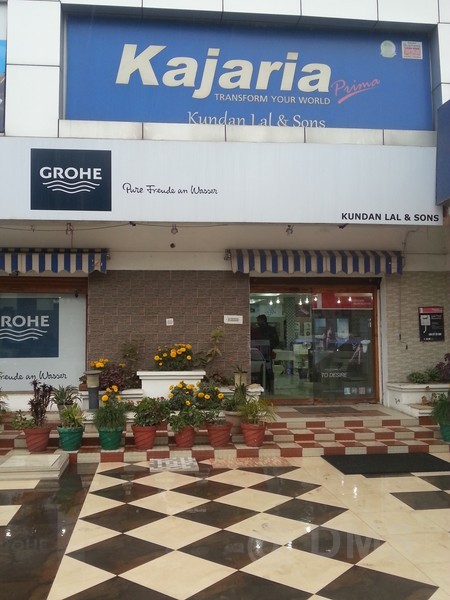 Kajaria
Prima
TRANSFORM YOUR WORLD
Kundan Lal & Sons
GROHE
Pure Freude an Wasser
KUNDAN LAL & SONS
ROHE
Freude an Wasser
TO DESIRE